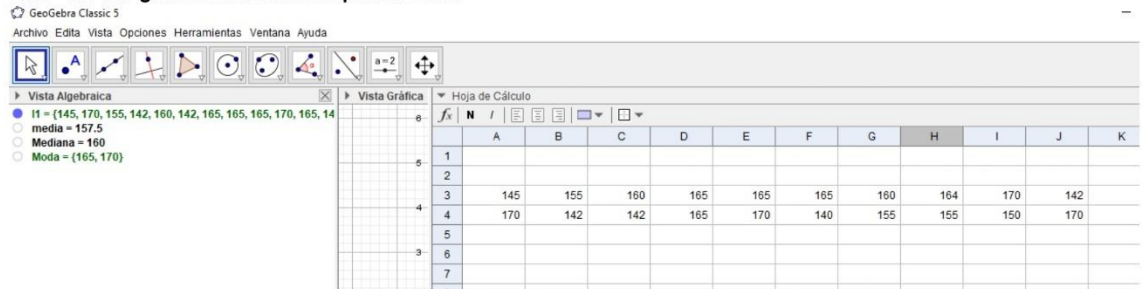 GeoGebra Classic 5
Archivo Edita Vista Opciones Herramientas Ventana Ayuda
A
a=2
Vista Algebraica
Vista Gráfica
Hoja de Cálculo
l1 = {145, 170, 155, 142, 160, 142, 165, 165, 165, 170, 165, 14
media = 157.5
Mediana = 160
Moda = {165, 170}
6
5
4
3
fx N I
A B C D E F G H I J K
1
2
3 145 155 160 165 165 165 160 164 170 142
4 170 142 142 165 170 140 155 155 150 170
5
6
7